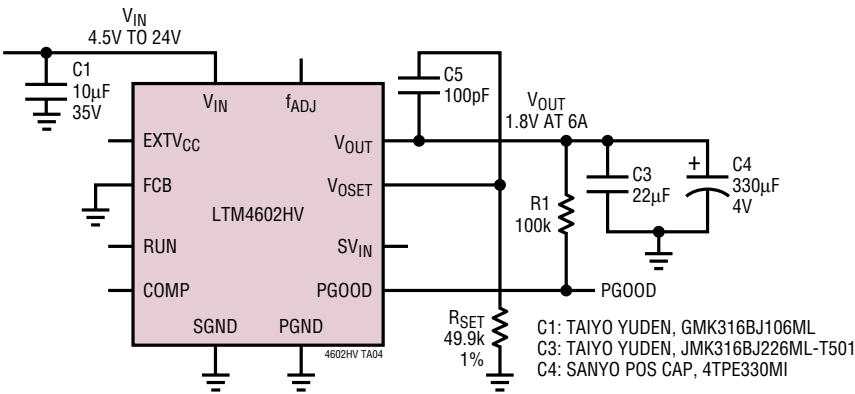 VIN
4.5V TO 24V
C1
10µF
35V
VIN
fADJ
C5
100pF
VOUT
1.8V AT 6A
EXTVCC
VOUT
FCB
VOSET
LTM4602HV
RUN
SVIN
COMP
PGOOD
SGND
PGND
4602HV TA04
R1
100k
C3
22µF
+
C4
330µF
4V
PGOOD
RSET
49.9k
1%
C1: TAIYO YUDEN, GMK316BJ106ML
C3: TAIYO YUDEN, JMK316BJ226ML-T501
C4: SANYO POS CAP, 4TPE330MI